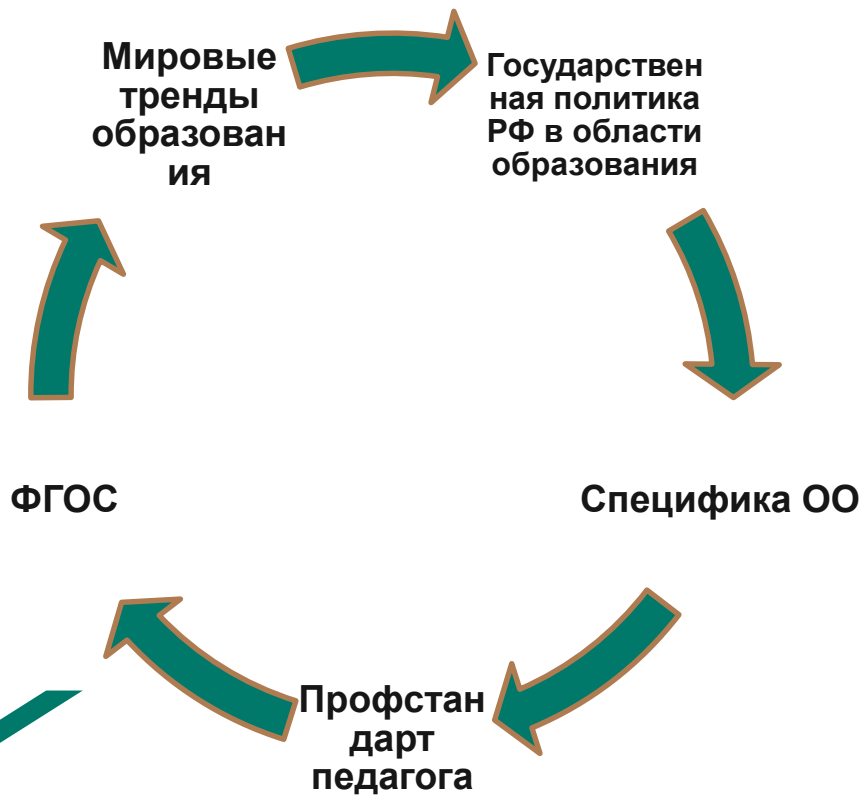 Мировые
тренды
образован
ия
Государствен
ная политика
РФ в области
образования
Специфика ОО
Профстан
дарт
педагога
ФГОС